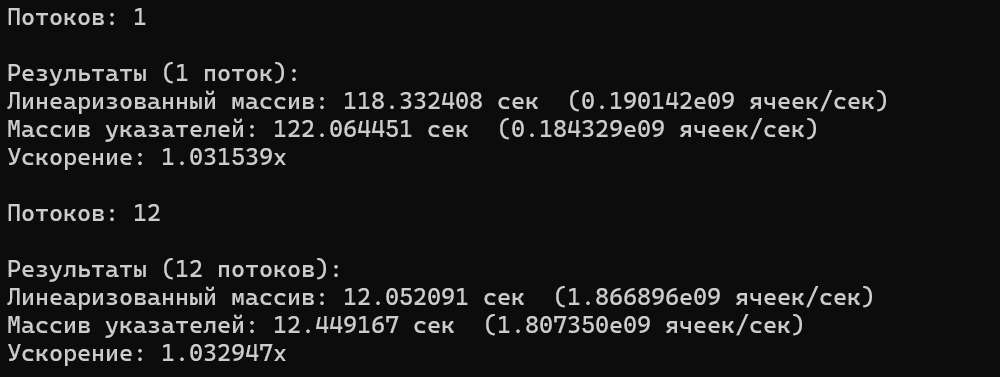 Потоков: 1
Результаты (1 поток):
Линеаризованный массив: 118.332408 сек  (0.190142e09 ячеек/сек)
Массив указателей: 122.064451 сек  (0.184329e09 ячеек/сек)
Ускорение: 1.031539x
Потоков: 12
Результаты (12 потоков):
Линеаризованный массив: 12.052091 сек  (1.866896e09 ячеек/сек)
Массив указателей: 12.449167 сек  (1.807350e09 ячеек/сек)
Ускорение: 1.032947x